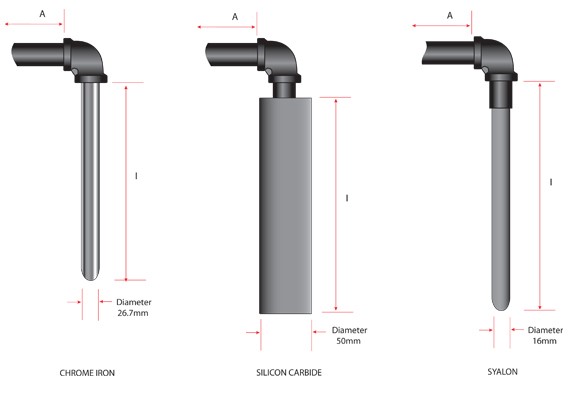 A
A
A
I
I
I
Diameter
26.7mm
Diameter
50mm
Diameter
16mm
CHROME IRON
SILICON CARBIDE
SYALON